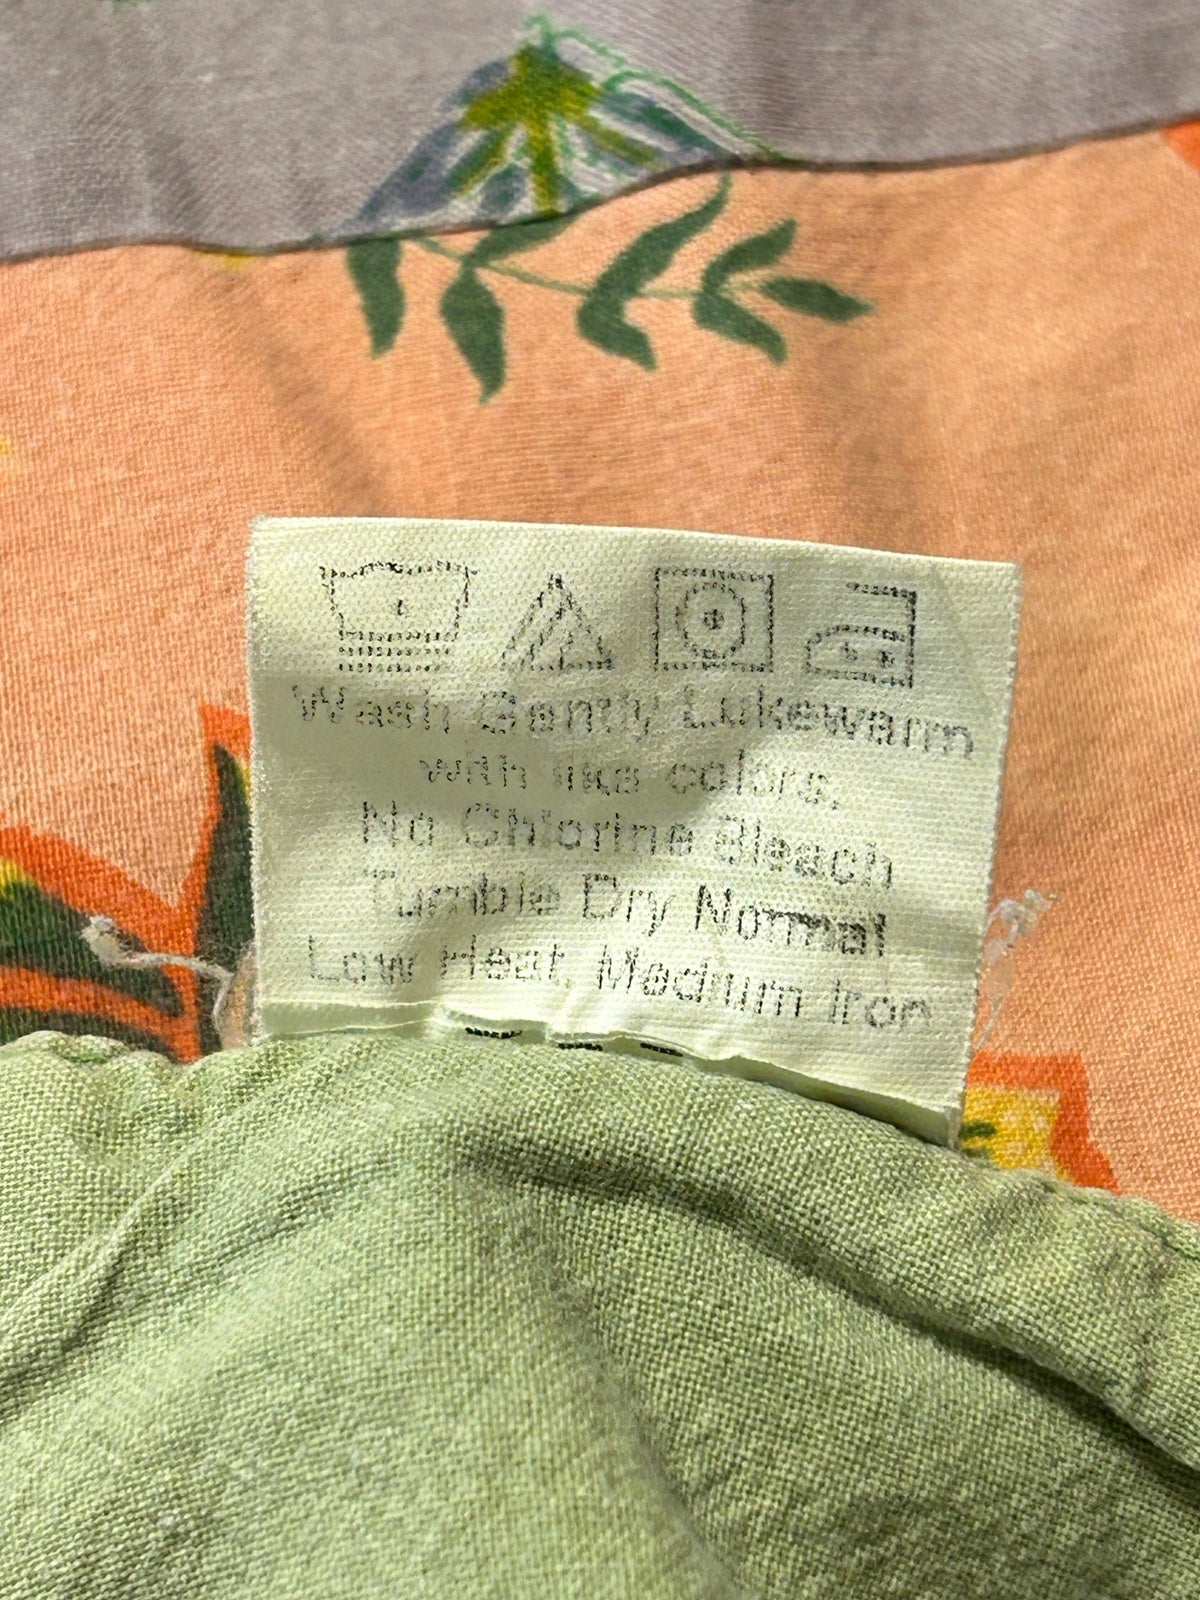 Wash Gently Lukewarm
with like colors,
No Chlorine Bleach
Tumble Dry Normal
Low Heat, Medium Iron